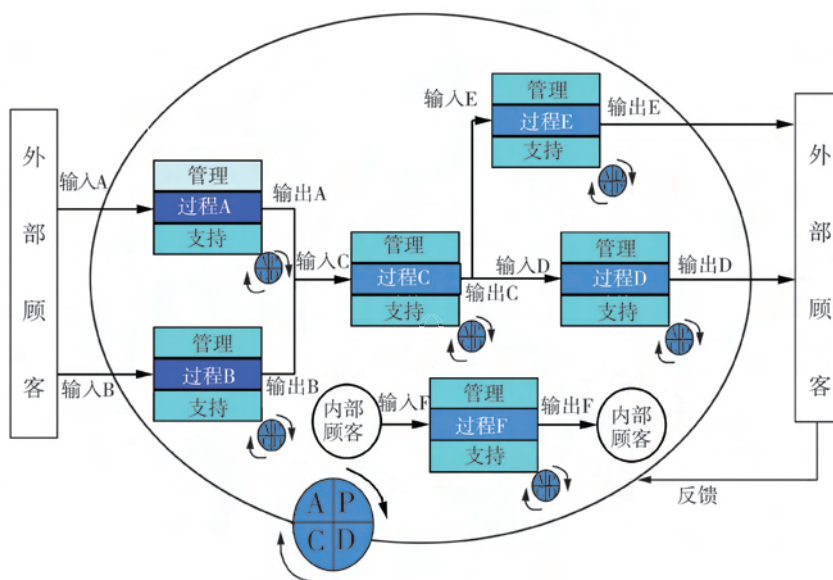 外部顾客
输入A
管理
过程A
支持
输出A
输入B
管理
过程B
支持
输出B
输入C
管理
过程C
支持
输出C
输入E
管理
过程E
支持
输出E
输入D
管理
过程D
支持
输出D
内部
顾客
输入F
管理
过程F
支持
输出F
内部
顾客
外部顾客
反馈
A P
C D